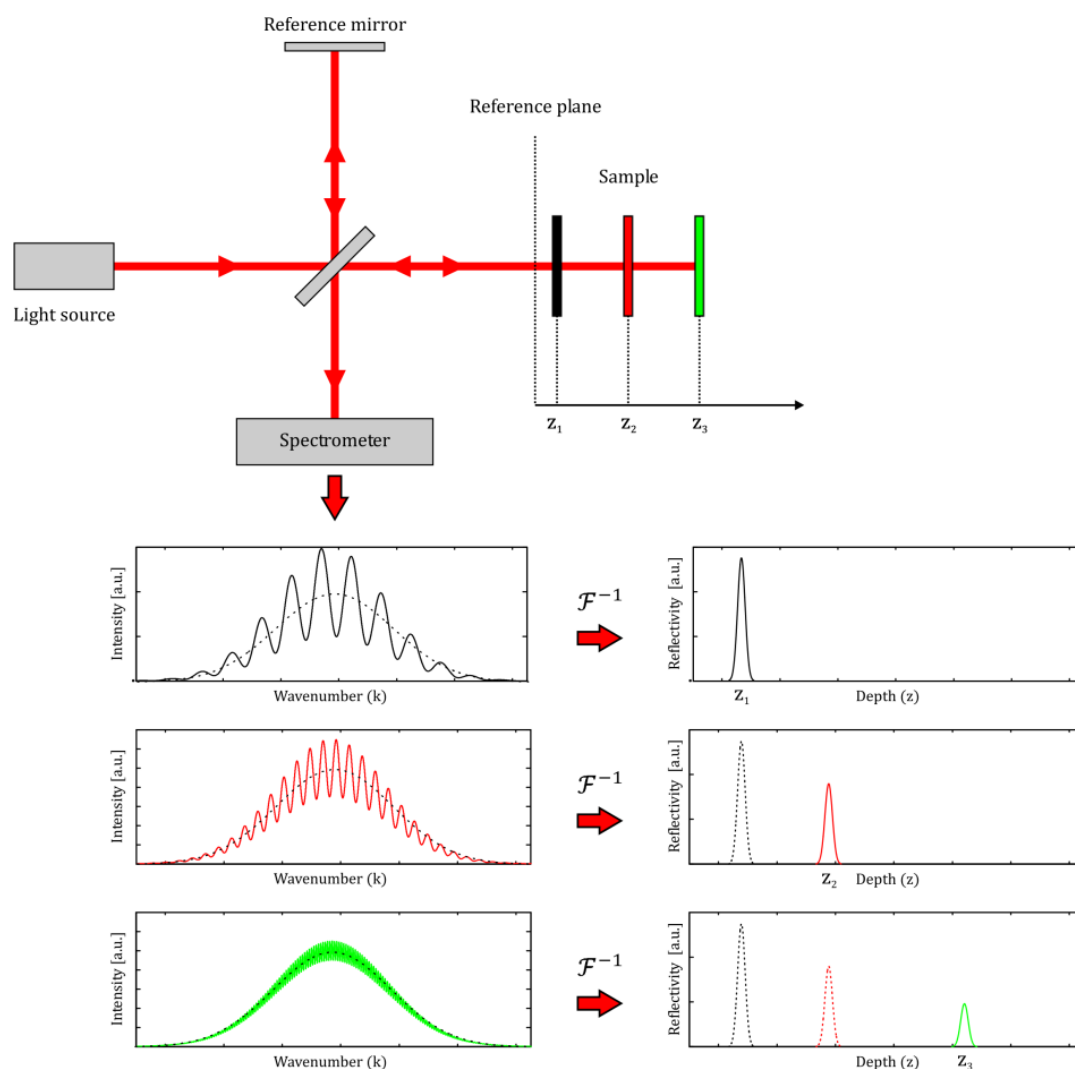 Reference mirror
Reference plane
Sample
Light source
z₁ z₂ z₃
Spectrometer
Intensity [a.u.]
Wavenumber (k)
ℱ⁻¹
Reflectivity [a.u.]
z₁ Depth (z)
Intensity [a.u.]
Wavenumber (k)
ℱ⁻¹
Reflectivity [a.u.]
z₂ Depth (z)
Intensity [a.u.]
Wavenumber (k)
ℱ⁻¹
Reflectivity [a.u.]
Depth (z) z₃